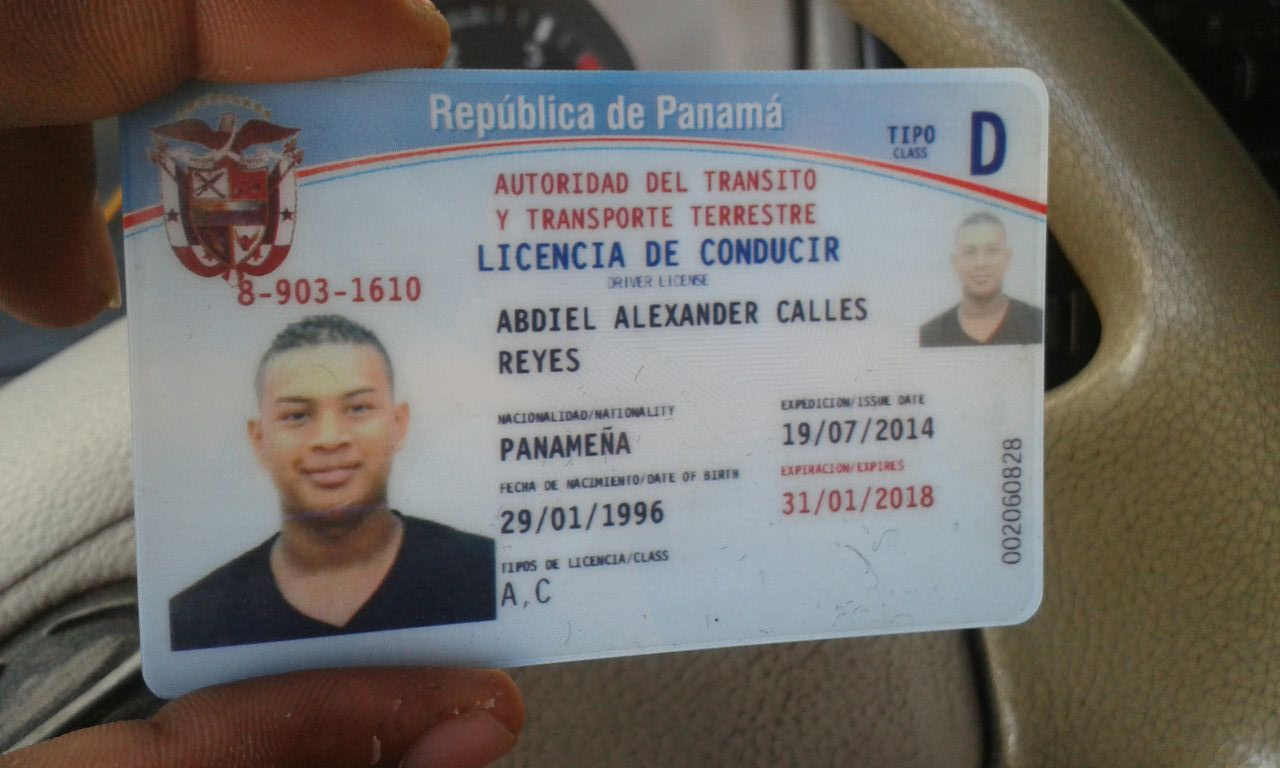 República de Panamá
TIPO
CLASS
D
AUTORIDAD DEL TRANSITO
Y TRANSPORTE TERRESTRE
LICENCIA DE CONDUCIR
DRIVER LICENSE
8-903-1610
ABDIEL ALEXANDER CALLES
REYES
NACIONALIDAD/NATIONALITY
PANAMEÑA
EXPEDICION/ISSUE DATE
19/07/2014
FECHA DE NACIMIENTO/DATE OF BIRTH
29/01/1996
EXPIRACION/EXPIRES
31/01/2018
TIPOS DE LICENCIA/CLASS
A,C
002060828